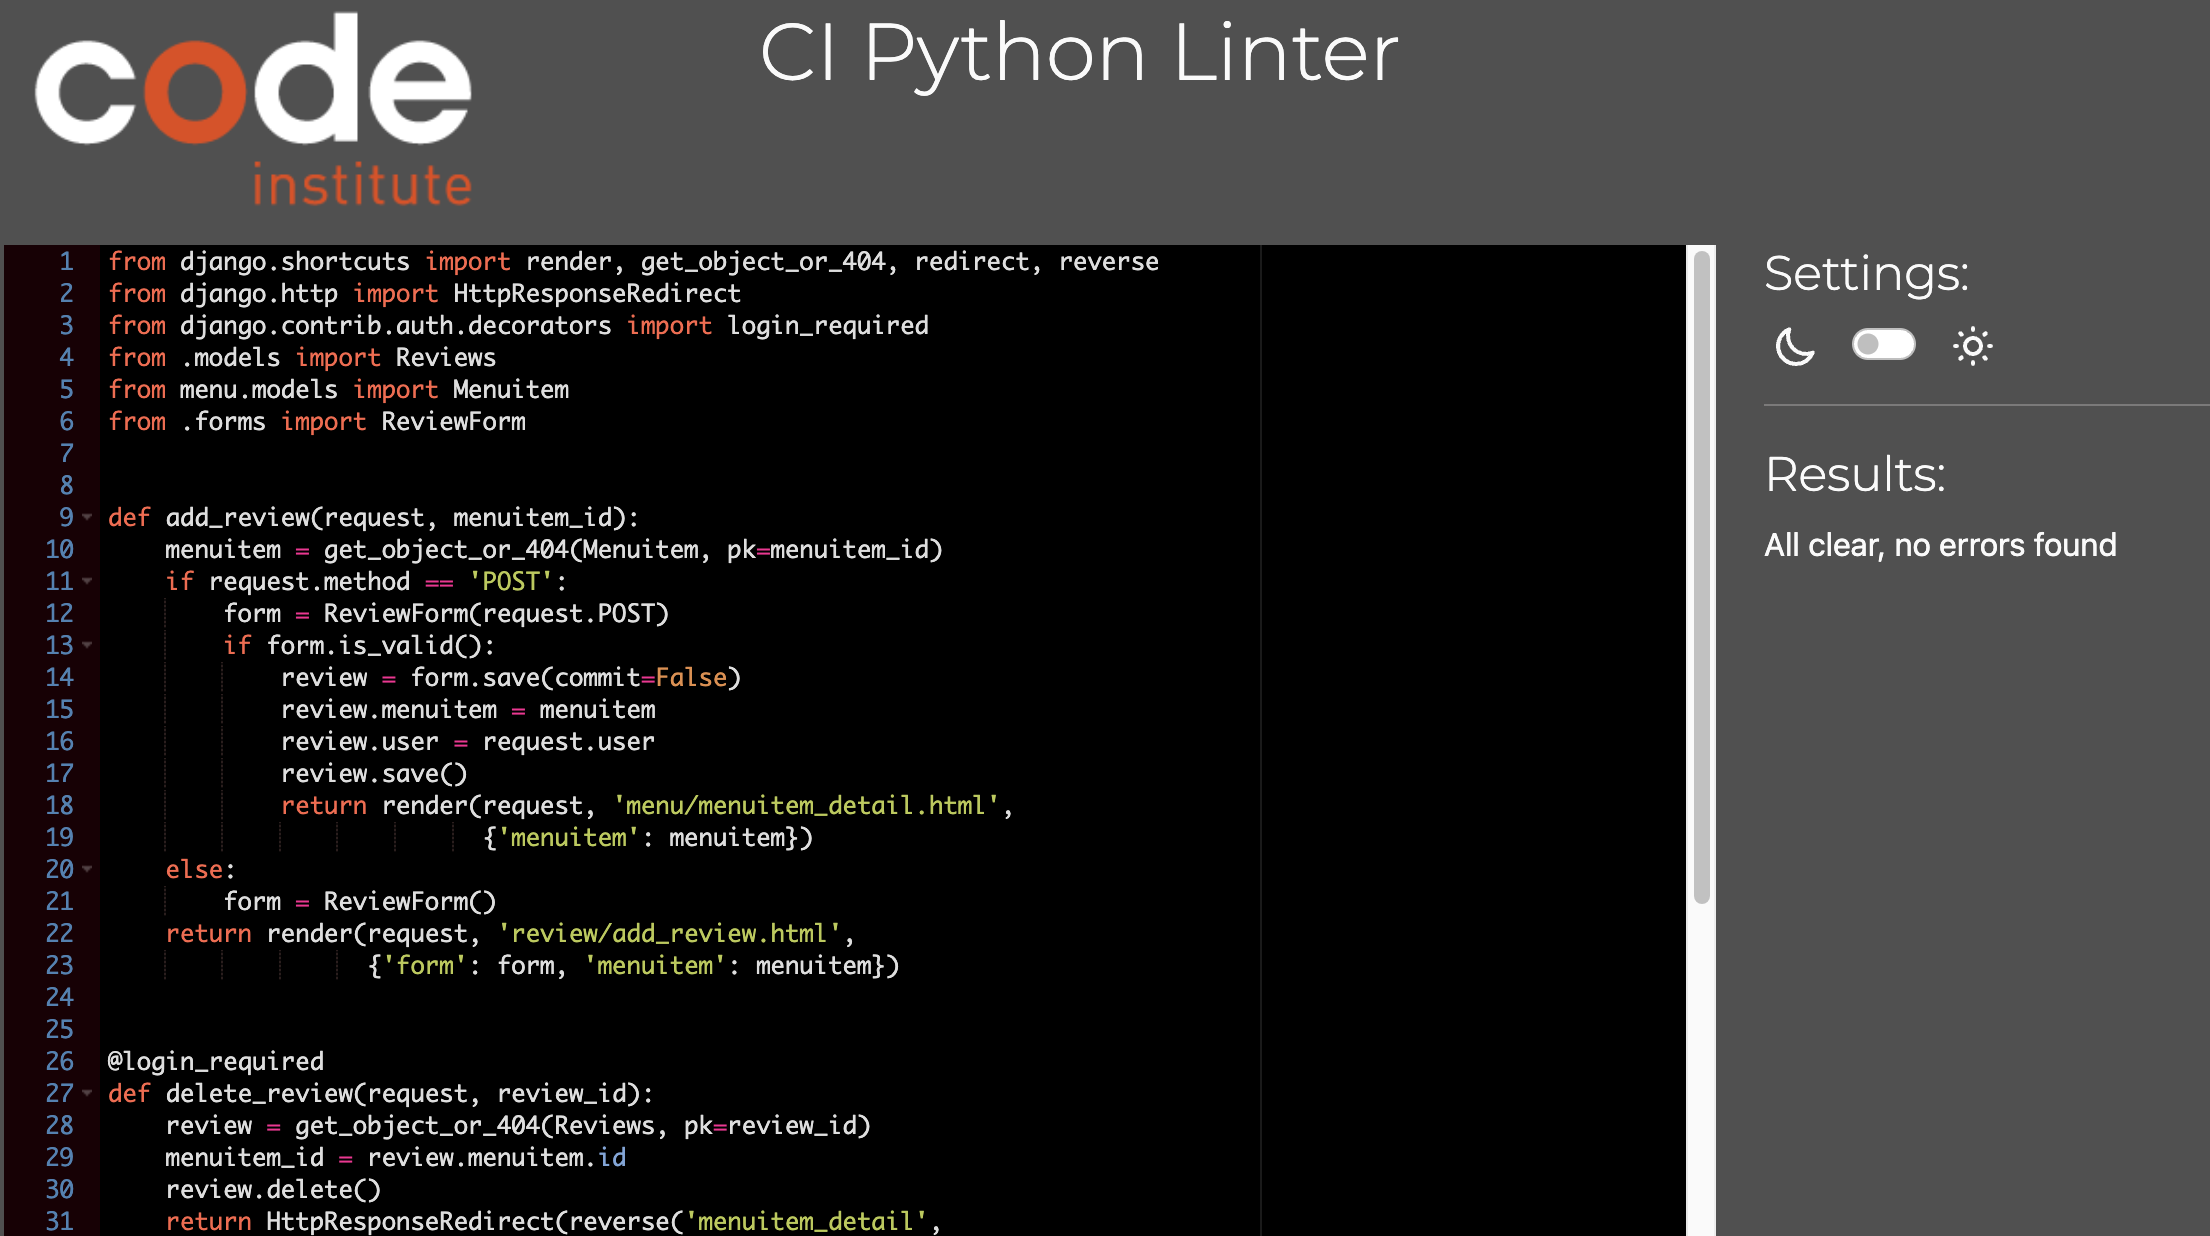 code
institute
CI Python Linter
1 from django.shortcuts import render, get_object_or_404, redirect, reverse
2 from django.http import HttpResponseRedirect
3 from django.contrib.auth.decorators import login_required
4 from .models import Reviews
5 from menu.models import Menuitem
6 from .forms import ReviewForm
7
8
9 def add_review(request, menuitem_id):
10     menuitem = get_object_or_404(Menuitem, pk=menuitem_id)
11     if request.method == 'POST':
12         form = ReviewForm(request.POST)
13         if form.is_valid():
14             review = form.save(commit=False)
15             review.menuitem = menuitem
16             review.user = request.user
17             review.save()
18             return render(request, 'menu/menuitem_detail.html',
19                           {'menuitem': menuitem})
20     else:
21         form = ReviewForm()
22     return render(request, 'review/add_review.html',
23                   {'form': form, 'menuitem': menuitem})
24
25
26 @login_required
27 def delete_review(request, review_id):
28     review = get_object_or_404(Reviews, pk=review_id)
29     menuitem_id = review.menuitem.id
30     review.delete()
31     return HttpResponseRedirect(reverse('menuitem_detail',
Settings:
Results:
All clear, no errors found